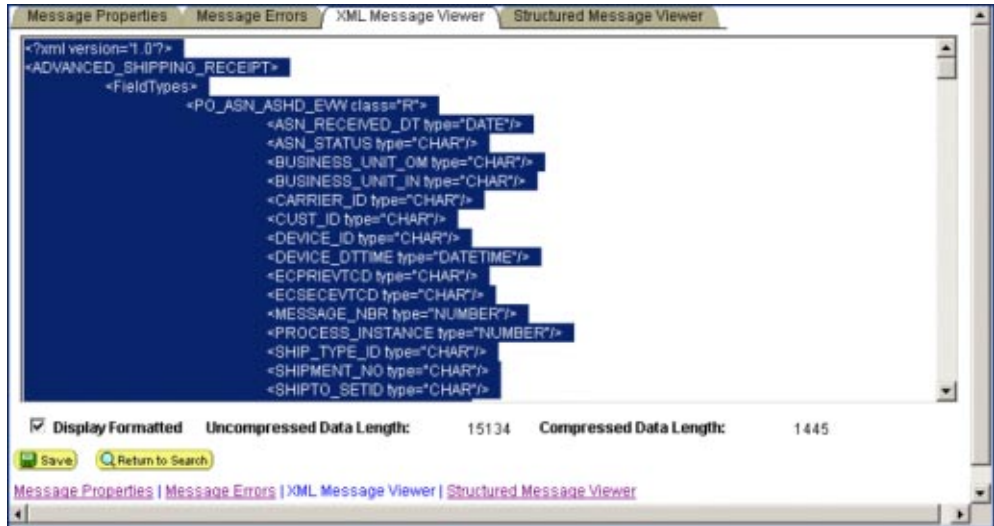 Message Properties Message Errors XML Message Viewer Structured Message Viewer
<?xml version="1.0"?>
<ADVANCED_SHIPPING_RECEIPT>
<FieldTypes>
<PO_ASN_ASHD_EVW class="R">
<ASN_RECEIVED_DT type="DATE"/>
<ASN_STATUS type="CHAR"/>
<BUSINESS_UNIT_OM type="CHAR"/>
<BUSINESS_UNIT_IN type="CHAR"/>
<CARRIER_ID type="CHAR"/>
<CUST_ID type="CHAR"/>
<DEVICE_ID type="CHAR"/>
<DEVICE_DTTIME type="DATETIME"/>
<ECPRIEVTCD type="CHAR"/>
<ECSECEVTCD type="CHAR"/>
<MESSAGE_NBR type="NUMBER"/>
<PROCESS_INSTANCE type="NUMBER"/>
<SHIP_TYPE_ID type="CHAR"/>
<SHIPMENT_NO type="CHAR"/>
<SHIPTO_SETID type="CHAR"/>
Display Formatted Uncompressed Data Length: 15134 Compressed Data Length: 1445
Save Return to Search
Message Properties | Message Errors | XML Message Viewer | Structured Message Viewer